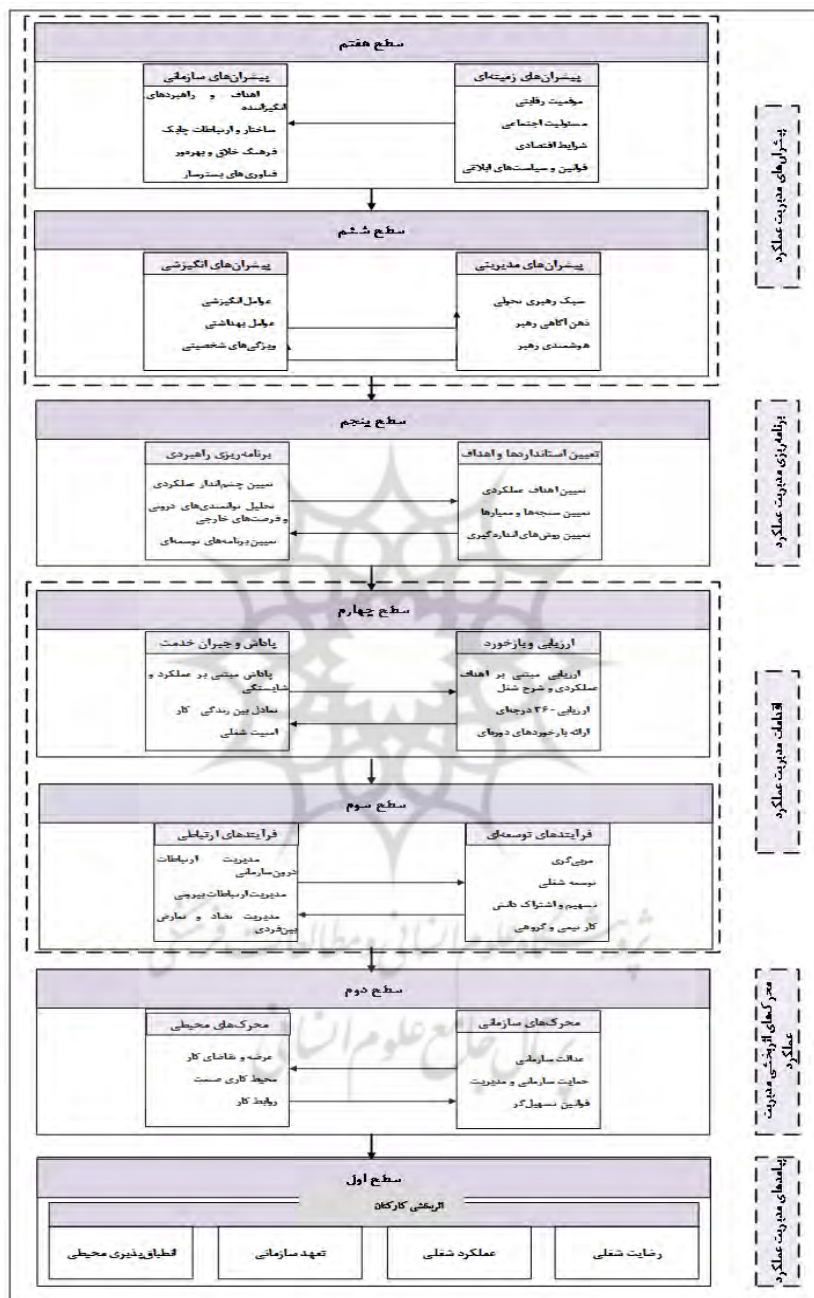 سطح هفتم
پیشران‌های زمینه‌ای
موقعیت رقابتی
مسئولیت اجتماعی
شرایط اقتصادی
قوانین و سیاست‌های ابلاغی
پیشران‌های سازمانی
اهداف و راهبردهای
انگیزاننده
ساختار و ارتباطات چابک
فرهنگ خلاق و بهره‌ور
فناوری‌های بسترساز
سطح ششم
پیشران‌های مدیریتی
سبک رهبری تحولی
ذهن آگاهی رهبر
هوشمندی رهبر
پیشران‌های انگیزشی
عوامل انگیزشی
عوامل بهداشتی
ویژگی‌های شخصیتی
پیشران‌های مدیریت عملکرد
سطح پنجم
تعیین استانداردها و اهداف
تعیین اهداف عملکردی
تعیین سنجه‌ها و معیارها
تعیین روش‌های اندازه‌گیری
برنامه‌ریزی راهبردی
تعیین چشم‌انداز عملکردی
تحلیل توانمندی‌های درونی
و فرصت‌های خارجی
تعیین برنامه‌های توسعه‌ای
برنامه‌ریزی مدیریت عملکرد
سطح چهارم
ارزیابی و بازخورد
ارزیابی مبتنی بر اهداف
عملکردی و شرح شغل
ارزیابی ۳۶۰ درجه‌ای
ارائه بازخوردهای دوره‌ای
پاداش و جبران خدمت
پاداش مبتنی بر عملکرد و
شایستگی
تعادل بین زندگی کار
امنیت شغلی
سطح سوم
فرآیندهای توسعه‌ای
مربی‌گری
توسعه شغلی
تسهیم و اشتراک دانش
کار تیمی و گروهی
فرآیندهای ارتباطی
مدیریت ارتباطات
درون‌سازمانی
مدیریت ارتباطات بیرونی
مدیریت تضاد و تعارض
بین‌فردی
اقدامات مدیریت عملکرد
پژوهشگاه علوم انسانی و مطالعات فرهنگی
سطح دوم
محرک‌های سازمانی
عدالت سازمانی
حمایت سازمانی و مدیریت
قوانین تسهیل‌گر
محرک‌های محیطی
عرضه و تقاضای کار
محیط کاری صنعت
روابط کار
محرک‌های اثربخشی مدیریت
عملکرد
پرتال جامع علوم انسانی
سطح اول
اثربخشی کارکنان
رضایت شغلی
عملکرد شغلی
تعهد سازمانی
انطباق‌پذیری محیطی
پیامدهای مدیریت عملکرد